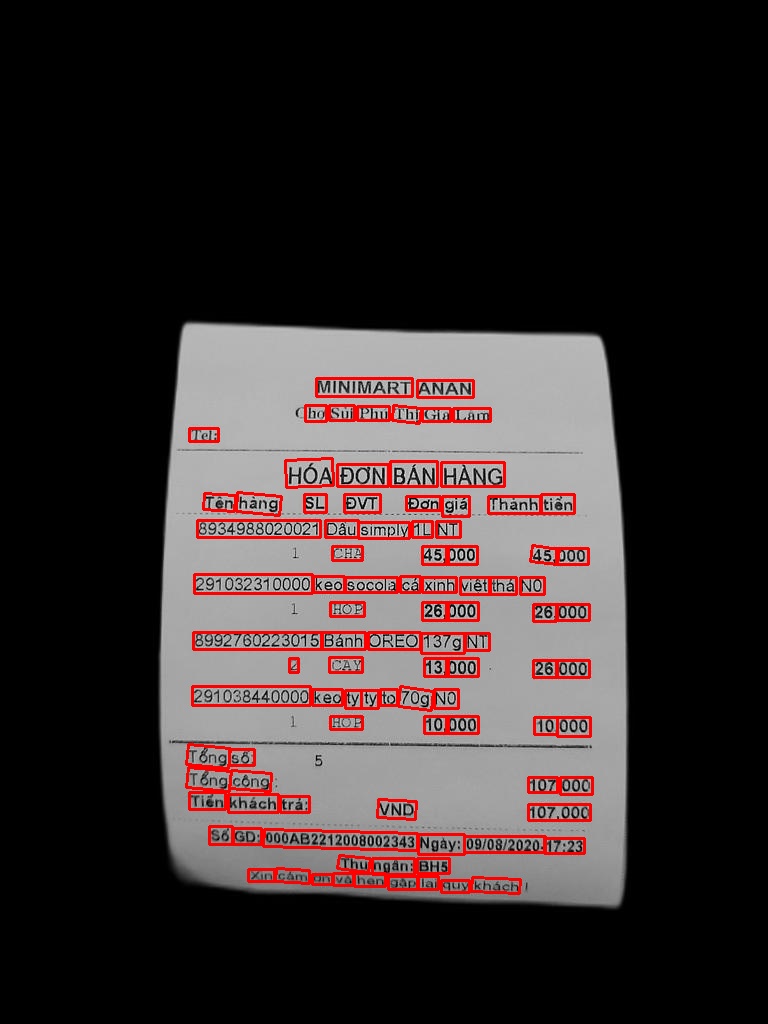 MINIMART ANAN
Chợ Sủi Phú Thị Gia Lâm
Tel:
HÓA ĐƠN BÁN HÀNG
Tên hàng SL ĐVT Đơn giá Thành tiền
8934988020021 Dầu simply 1L NT
1 CHA 45,000 45,000
291032310000 keo socola cá xinh viêt thá N0
1 HOP 26,000 26,000
8992760223015 Bánh OREO 137g NT
2 CAY 13,000 26,000
291038440000 keo ty ty to 70g N0
1 HOP 10,000 10,000
Tổng số 5
Tổng cộng : 107,000
Tiền khách trả: VND 107,000
Số GD: 000AB2212008002343 Ngày: 09/08/2020-17:23
Thu ngân: BH5
Xin cảm ơn và hẹn gặp lại quý khách !